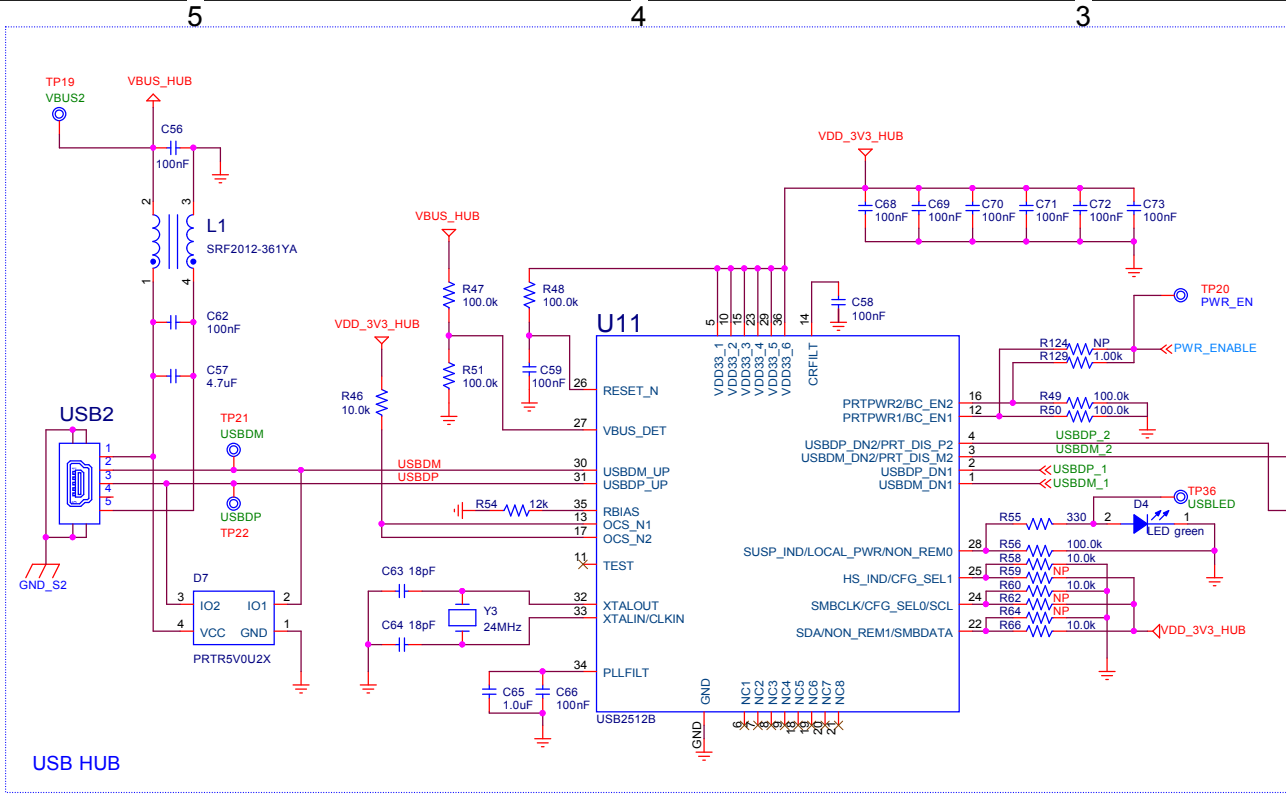 5
4
3
TP19
VBUS2
VBUS_HUB
C56
100nF
2
3
L1
SRF2012-361YA
1
4
C62
100nF
C57
4.7uF
USB2
1
2
3
4
5
GND_S2
TP21
USBDM
USBDP
TP22
D7
3
IO2
IO1
2
4
VCC
GND
1
PRTR5V0U2X
USB HUB
VBUS_HUB
R47
100.0k
R48
100.0k
VDD_3V3_HUB
R51
100.0k
C59
100nF
R46
10.0k
USBDM
USBDP
R54
12k
C63 18pF
C64 18pF
Y3
24MHz
C65
1.0uF
C66
100nF
U11
26
RESET_N
27
VBUS_DET
30
USBDM_UP
31
USBDP_UP
35
RBIAS
13
OCS_N1
17
OCS_N2
11
TEST
32
XTALOUT
33
XTALIN/CLKIN
34
PLLFILT
USB2512B
5
10
15
23
29
36
14
VDD33_1
VDD33_2
VDD33_3
VDD33_4
VDD33_5
VDD33_6
CRFILT
C58
100nF
VDD_3V3_HUB
C68
100nF
C69
100nF
C70
100nF
C71
100nF
C72
100nF
C73
100nF
TP20
PWR_EN
R124
NP
R129
1.00k
PWR_ENABLE
PRTPWR2/BC_EN2
16
R49
100.0k
PRTPWR1/BC_EN1
12
R50
100.0k
USBDP_DN2/PRT_DIS_P2
4
USBDP_2
USBDM_DN2/PRT_DIS_M2
3
USBDM_2
USBDP_DN1
2
USBDP_1
USBDM_DN1
1
USBDM_1
TP36
USBLED
D4
R55
330
2
1
LED green
SUSP_IND/LOCAL_PWR/NON_REM0
28
R56
100.0k
R58
10.0k
HS_IND/CFG_SEL1
25
R59
NP
R60
10.0k
SMBCLK/CFG_SEL0/SCL
24
R62
NP
R64
NP
SDA/NON_REM1/SMBDATA
22
R66
10.0k
VDD_3V3_HUB
GND
NC1
NC2
NC3
NC4
NC5
NC6
NC7
NC8
GND
6
7
8
9
18
19
20
21